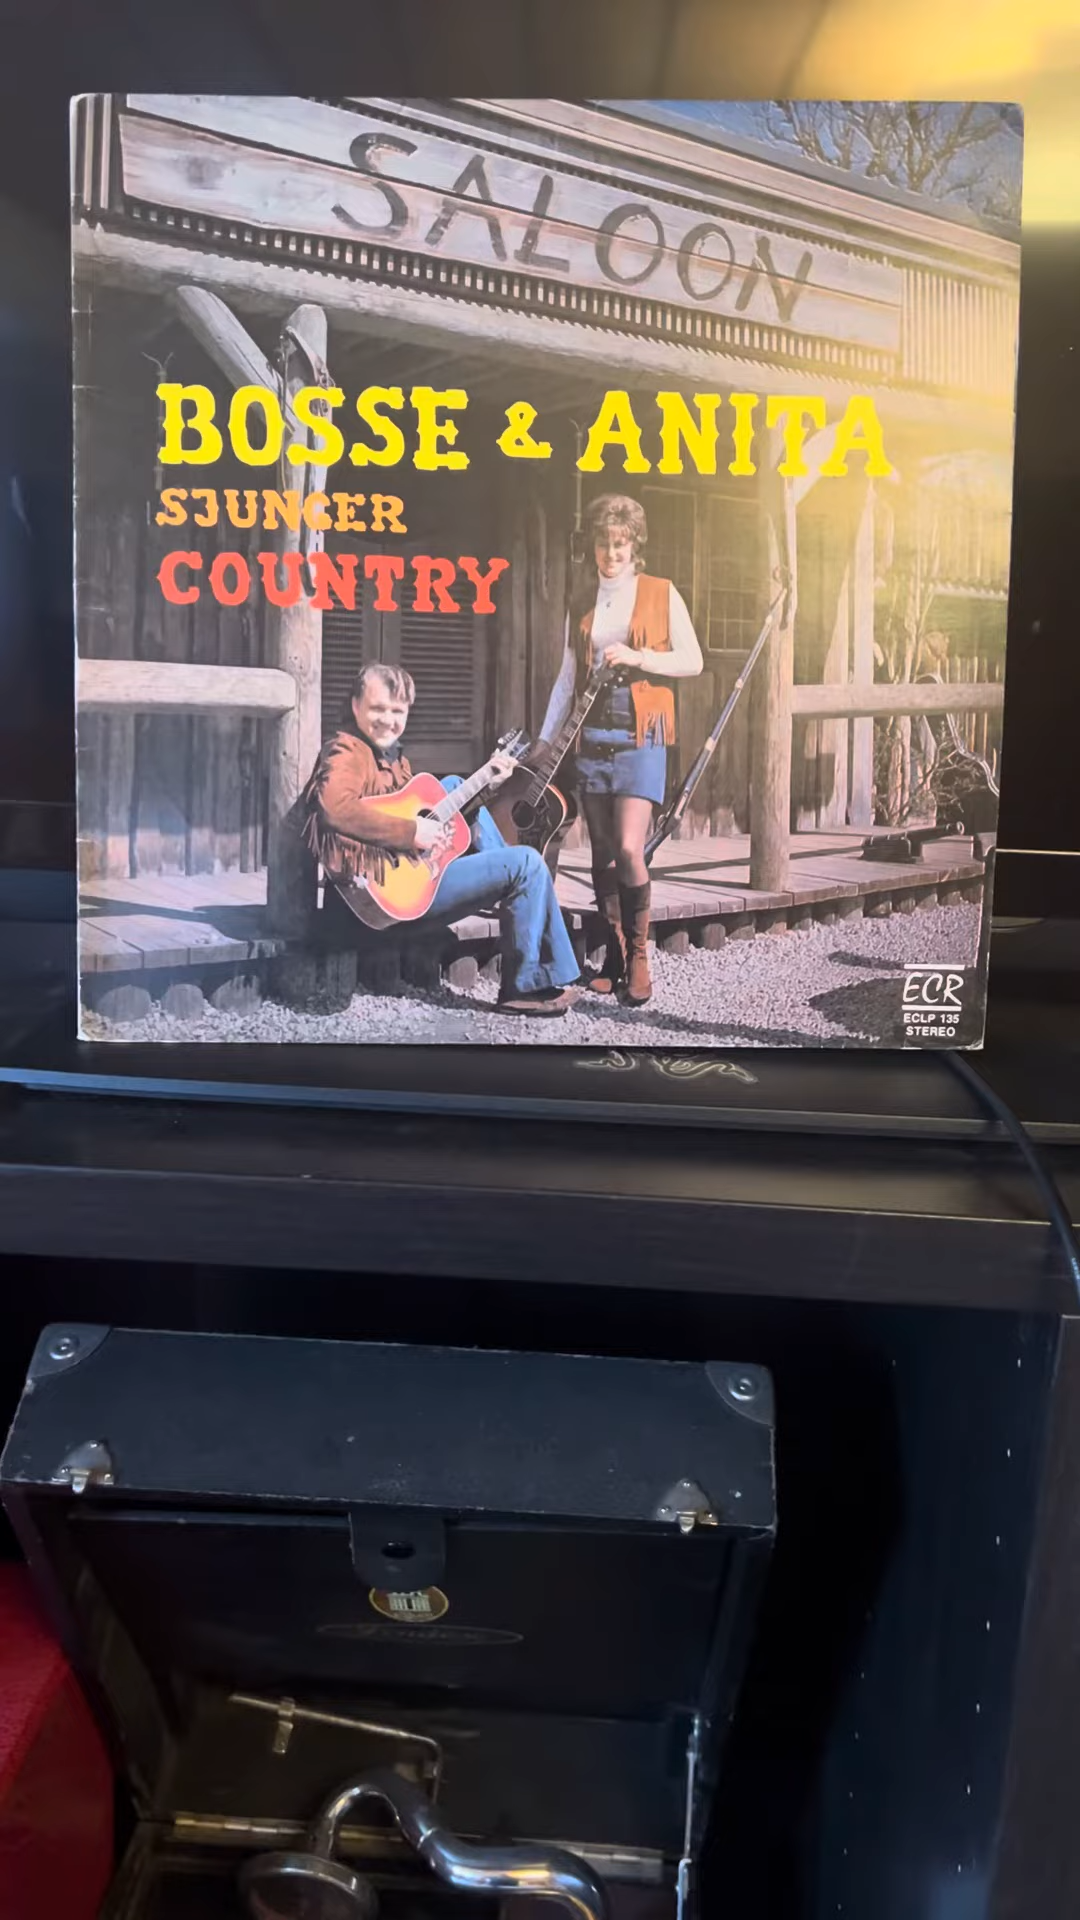 SALOON
BOSSE & ANITA
SJUNGER
COUNTRY
ECR
ECLP 135
STEREO